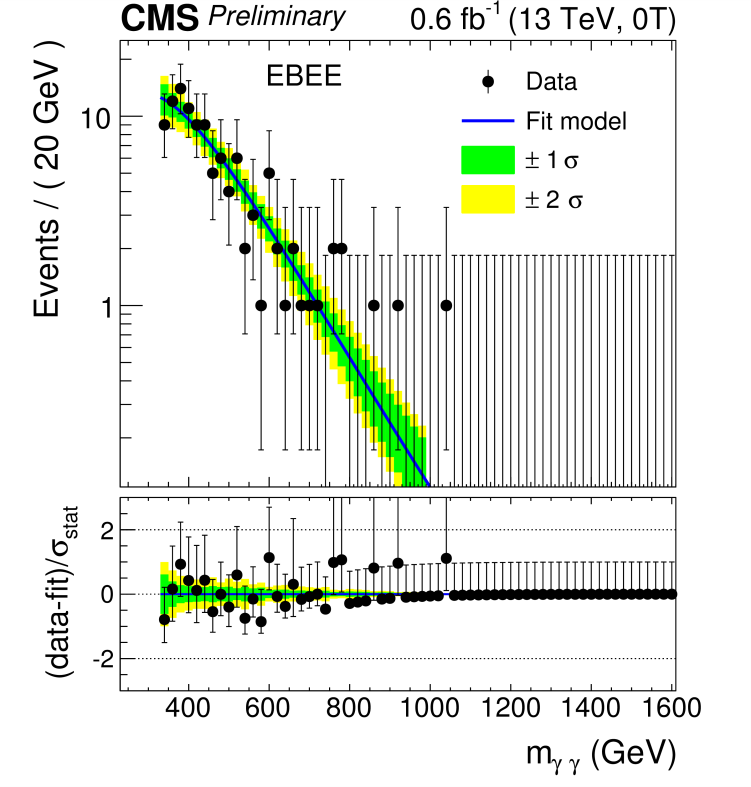 CMS Preliminary 0.6 fb⁻¹ (13 TeV, 0T)
EBEE
Data
Fit model
± 1 σ
± 2 σ
Events / ( 20 GeV )
10
1
(data-fit)/σstat
2
0
-2
400 600 800 1000 1200 1400 1600
mγγ (GeV)